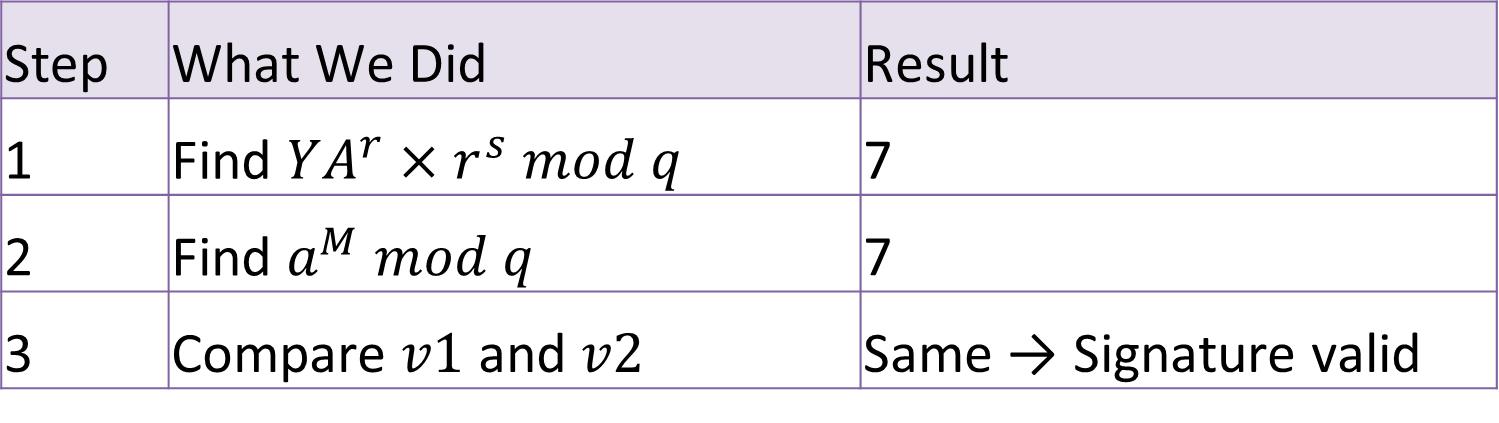 Step What We Did Result
1 Find YA^r × r^s mod q 7
2 Find a^M mod q 7
3 Compare v1 and v2 Same → Signature valid